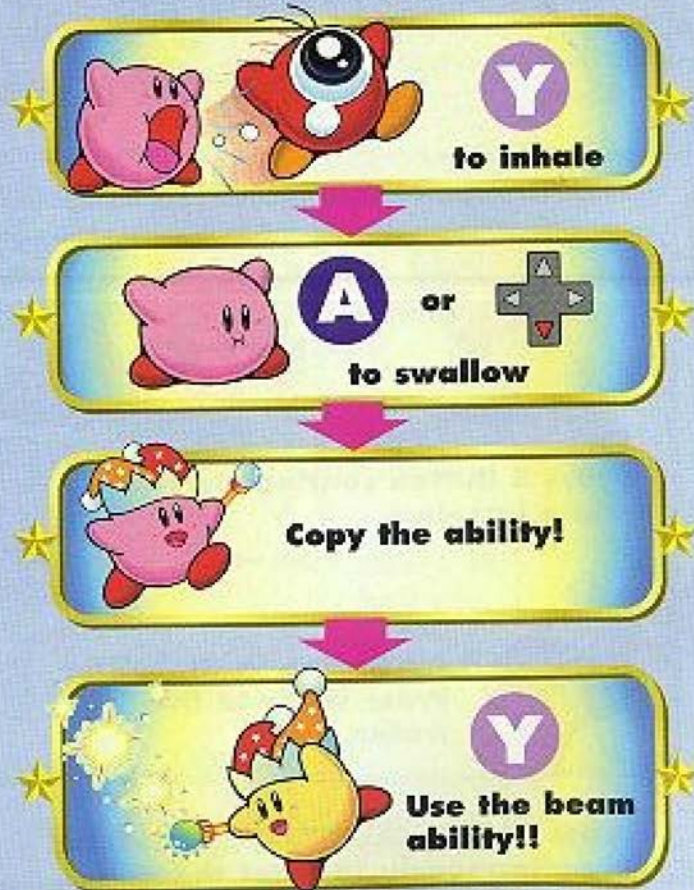 Y
to inhale
A or
to swallow
Copy the ability!
Y
Use the beam
ability!!